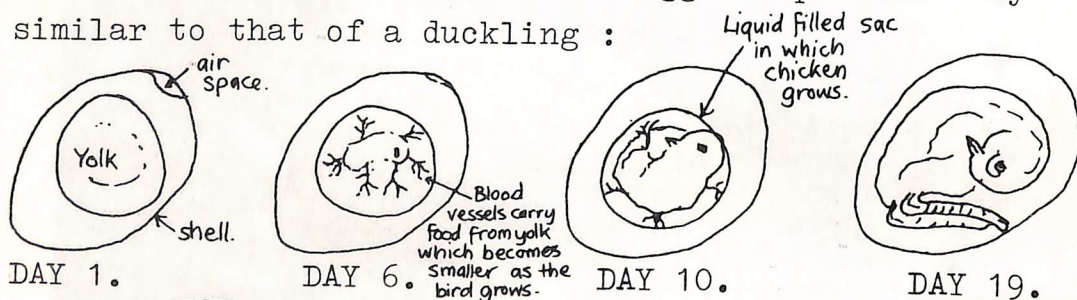 similar to that of a duckling :
air
space.
Yolk
shell.
DAY 1.
Blood
vessels carry
food from yolk
which becomes
smaller as the
bird grows.
DAY 6.
Liquid filled sac
in which
chicken
grows.
DAY 10.
DAY 19.